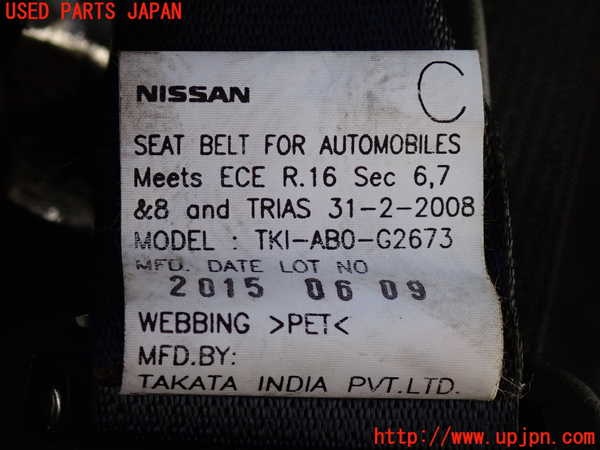 USED PARTS JAPAN
NISSAN C
SEAT BELT FOR AUTOMOBILES
Meets ECE R.16 Sec 6,7
&8 and TRIAS 31-2-2008
MODEL : TKI-AB0-G2673
MFD. DATE LOT NO
2015 06 09
WEBBING >PET<
MFD.BY:
TAKATA INDIA PVT.LTD.
http://www.upjpn.com/